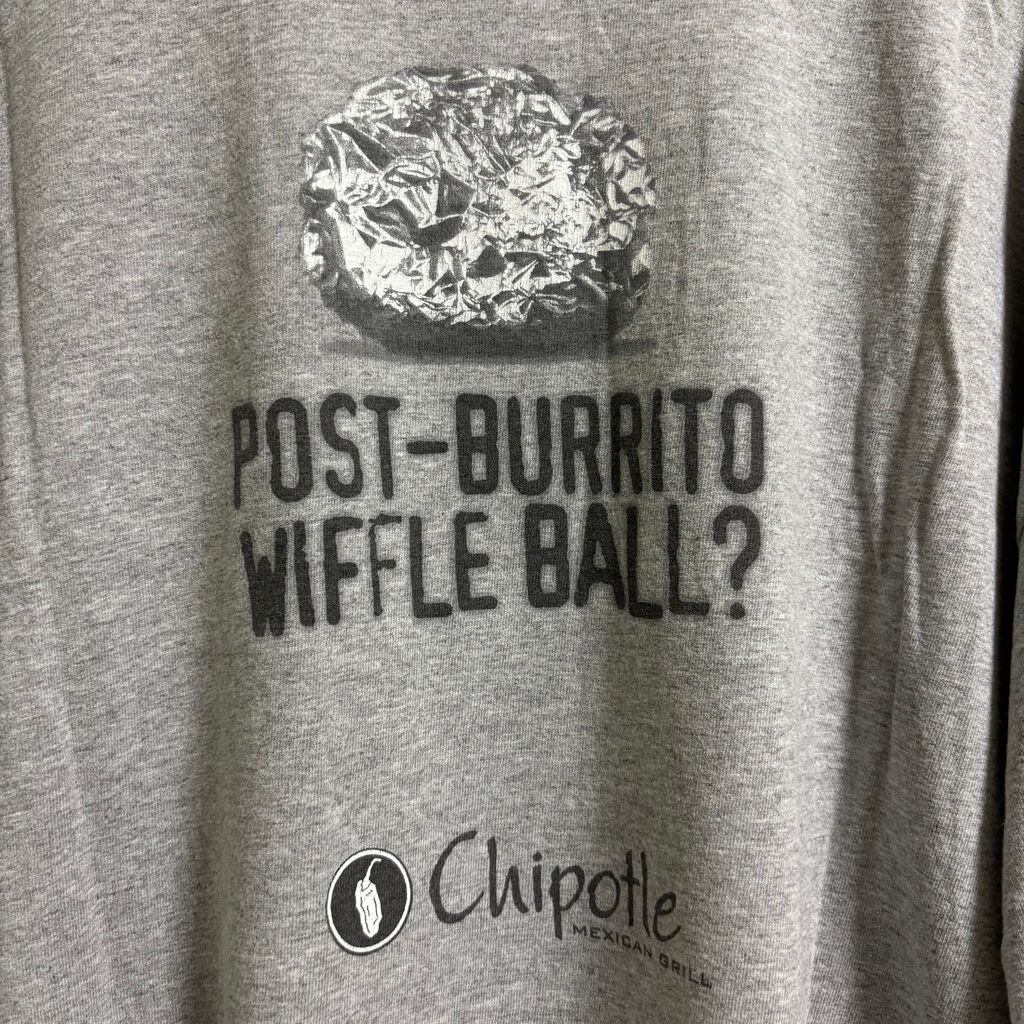 POST-BURRITO
WIFFLE BALL?
Chipotle
MEXICAN GRILL